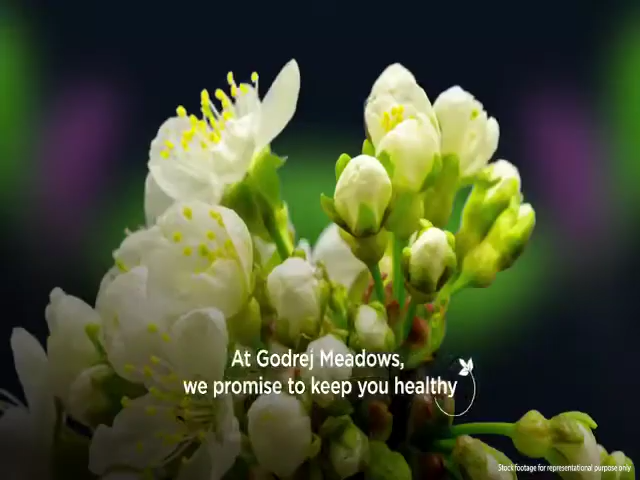 At Godrej Meadows,
we promise to keep you healthy
Stock footage for representational purpose only